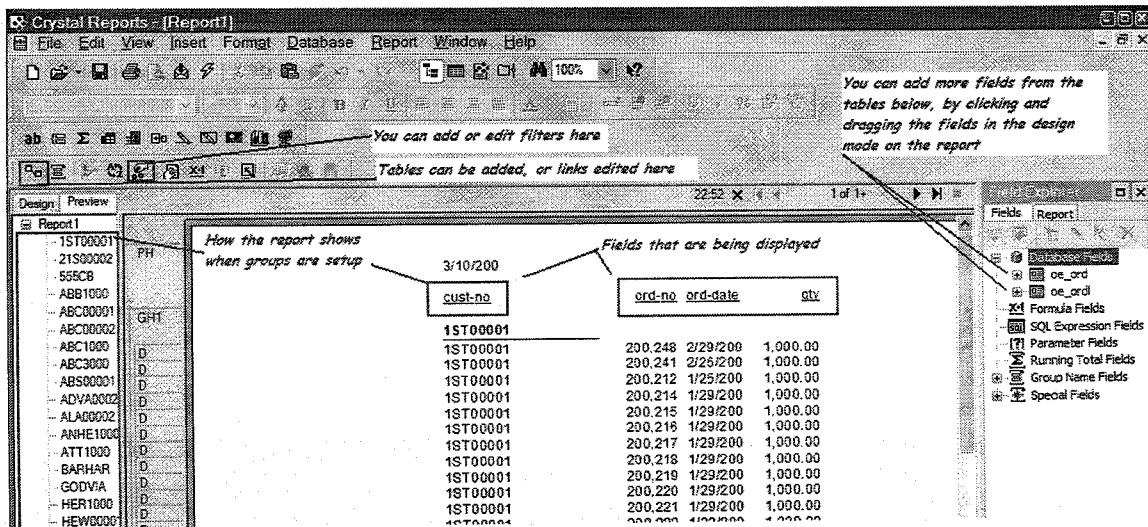 Crystal Reports - [Report1]
File Edit View Insert Format Database Report Window Help
100%
You can add more fields from the
tables below, by clicking and
dragging the fields in the design
mode on the report
You can add or edit filters here
Tables can be added, or links edited here
Design Preview
22:52 1 of 1+
Field Explorer
Fields Report
Report1
1ST00001
21S00002
555CB
ABB1000
ABC00001
ABC00002
ABC1000
ABC3000
ABS00001
ADVA0002
ALA00002
ANHE1000
ATT1000
BARHAR
GODVIA
HER1000
HEW00001
PH
GH1
D
D
D
D
D
D
D
D
D
D
How the report shows
when groups are setup
Fields that are being displayed
3/10/200
cust-no ord-no ord-date qty
1ST00001
1ST00001 200,248 2/29/200 1,000.00
1ST00001 200,241 2/26/200 1,000.00
1ST00001 200,212 1/25/200 1,000.00
1ST00001 200,214 1/29/200 1,000.00
1ST00001 200,215 1/29/200 1,000.00
1ST00001 200,216 1/29/200 1,000.00
1ST00001 200,217 1/29/200 1,000.00
1ST00001 200,218 1/29/200 1,000.00
1ST00001 200,219 1/29/200 1,000.00
1ST00001 200,220 1/29/200 1,000.00
1ST00001 200,221 1/29/200 1,000.00
Database Fields
oe_ord
oe_ordl
Formula Fields
SQL Expression Fields
Parameter Fields
Running Total Fields
Group Name Fields
Special Fields